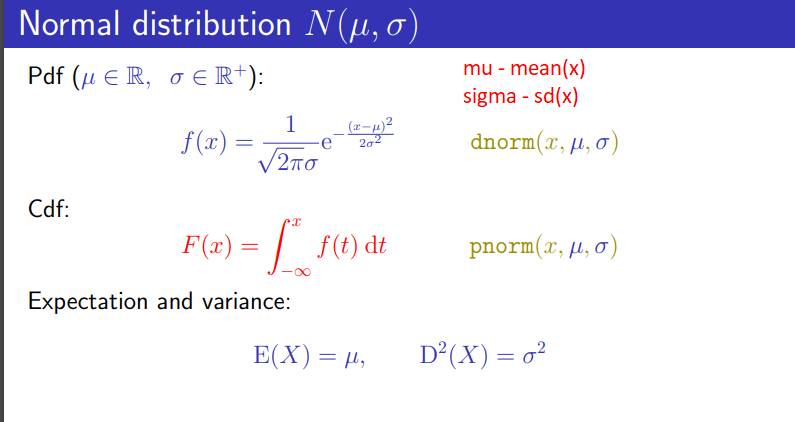 Normal distribution N(μ, σ)
Pdf (μ ∈ ℝ, σ ∈ ℝ⁺):
mu - mean(x)
sigma - sd(x)
f(x) = 1/(√2πσ) e^(−(x−μ)²/(2σ²))
dnorm(x, μ, σ)
Cdf:
F(x) = ∫_{−∞}^{x} f(t) dt
pnorm(x, μ, σ)
Expectation and variance:
E(X) = μ, D²(X) = σ²